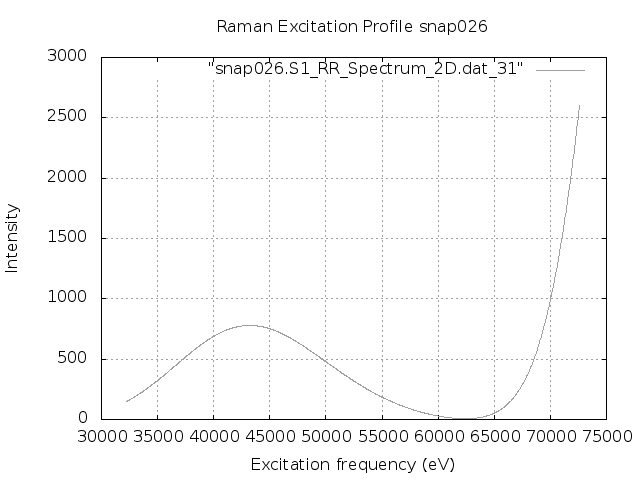 Raman Excitation Profile snap026
"snap026.S1_RR_Spectrum_2D.dat_31"
3000
2500
2000
1500
1000
500
0
Intensity
30000 35000 40000 45000 50000 55000 60000 65000 70000 75000
Excitation frequency (eV)